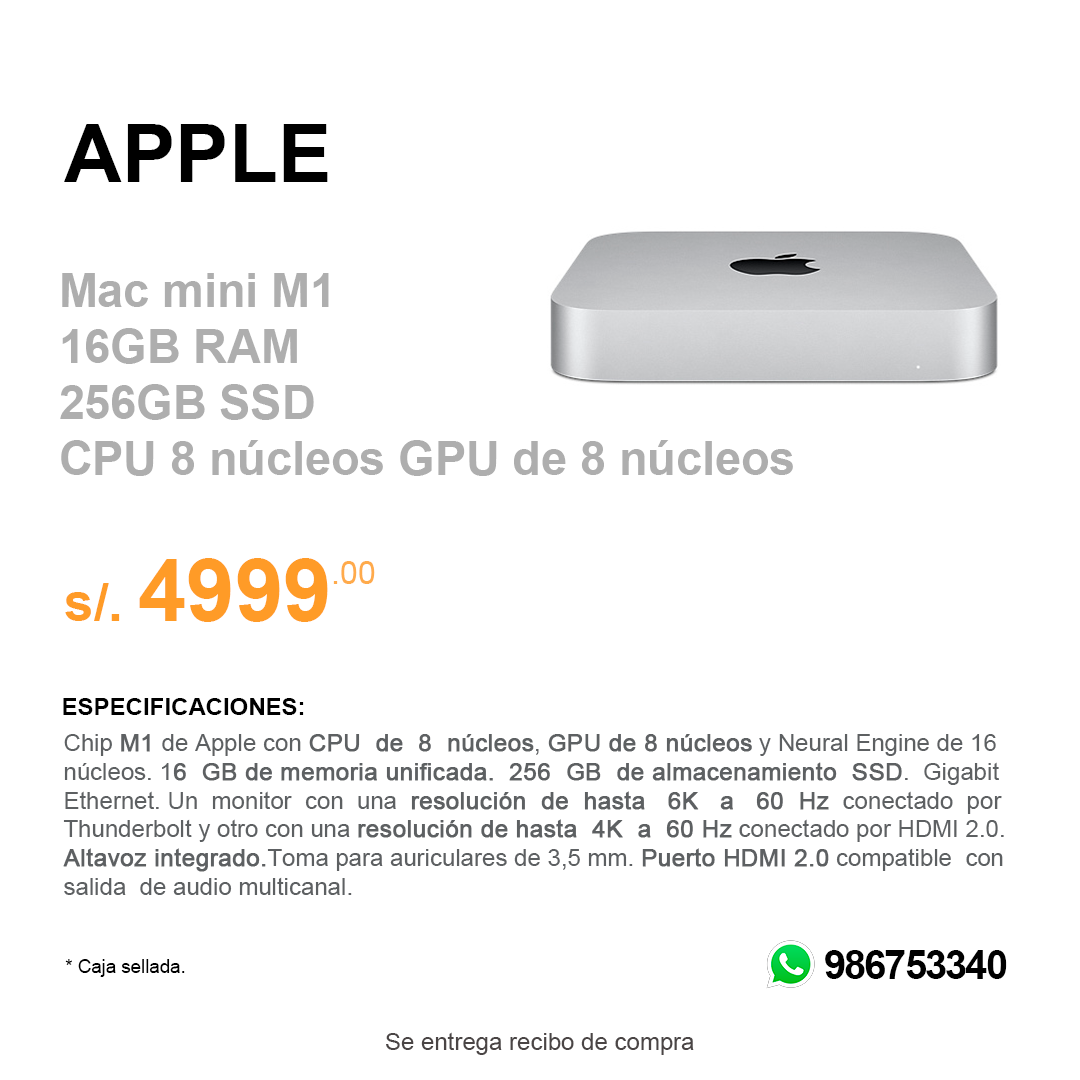 APPLE
Mac mini M1
16GB RAM
256GB SSD
CPU 8 núcleos GPU de 8 núcleos
s/. 4999.00
ESPECIFICACIONES:
Chip M1 de Apple con CPU de 8 núcleos, GPU de 8 núcleos y Neural Engine de 16
núcleos. 16 GB de memoria unificada. 256 GB de almacenamiento SSD. Gigabit
Ethernet. Un monitor con una resolución de hasta 6K a 60 Hz conectado por
Thunderbolt y otro con una resolución de hasta 4K a 60 Hz conectado por HDMI 2.0.
Altavoz integrado.Toma para auriculares de 3,5 mm. Puerto HDMI 2.0 compatible con
salida de audio multicanal.
* Caja sellada.
986753340
Se entrega recibo de compra